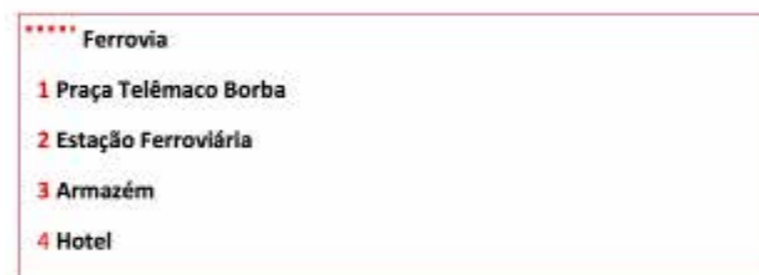 Ferrovia
1 Praça Telêmaco Borba
2 Estação Ferroviária
3 Armazém
4 Hotel